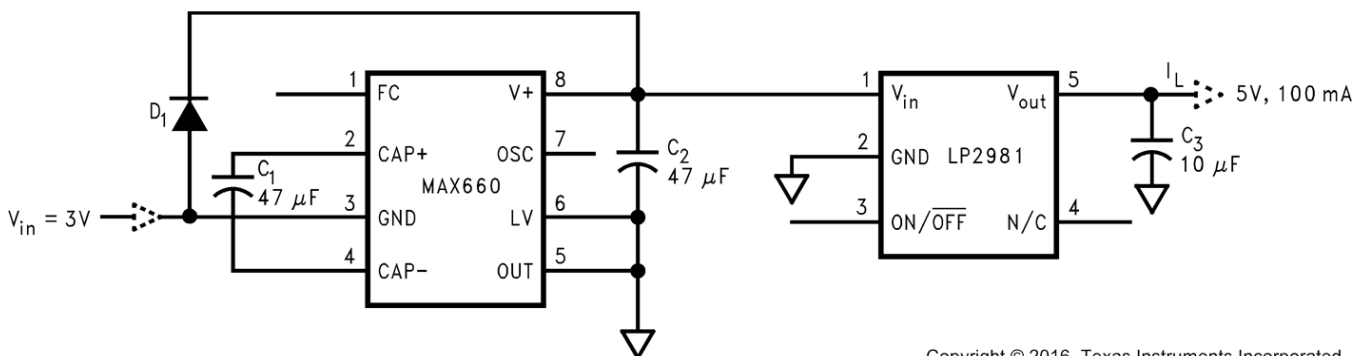 D1
Vin = 3V
C1
47 µF
1
FC
2
CAP+
3
GND
4
CAP-
MAX660
V+
8
OSC
7
LV
6
OUT
5
C2
47 µF
1
Vin
2
GND
LP2981
3
ON/OFF
Vout
5
N/C
4
IL
5V, 100 mA
C3
10 µF
Copyright © 2016, Texas Instruments Incorporated